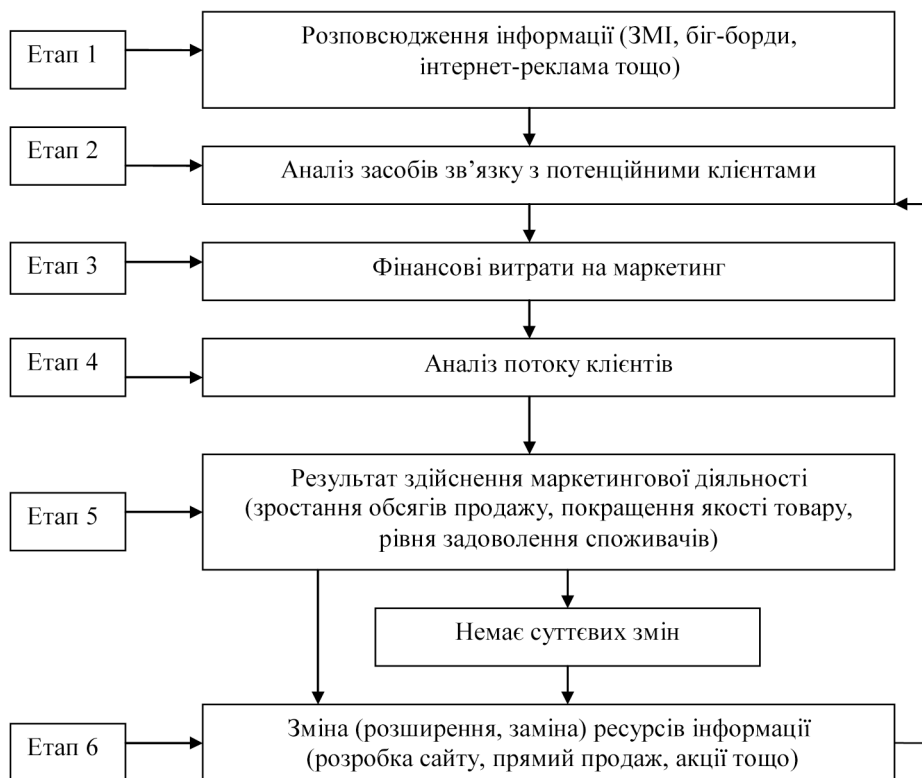 Етап 1
Розповсюдження інформації (ЗМІ, біг-борди,
інтернет-реклама тощо)
Етап 2
Аналіз засобів зв’язку з потенційними клієнтами
Етап 3
Фінансові витрати на маркетинг
Етап 4
Аналіз потоку клієнтів
Етап 5
Результат здійснення маркетингової діяльності
(зростання обсягів продажу, покращення якості товару,
рівня задоволення споживачів)
Немає суттєвих змін
Етап 6
Зміна (розширення, заміна) ресурсів інформації
(розробка сайту, прямий продаж, акції тощо)